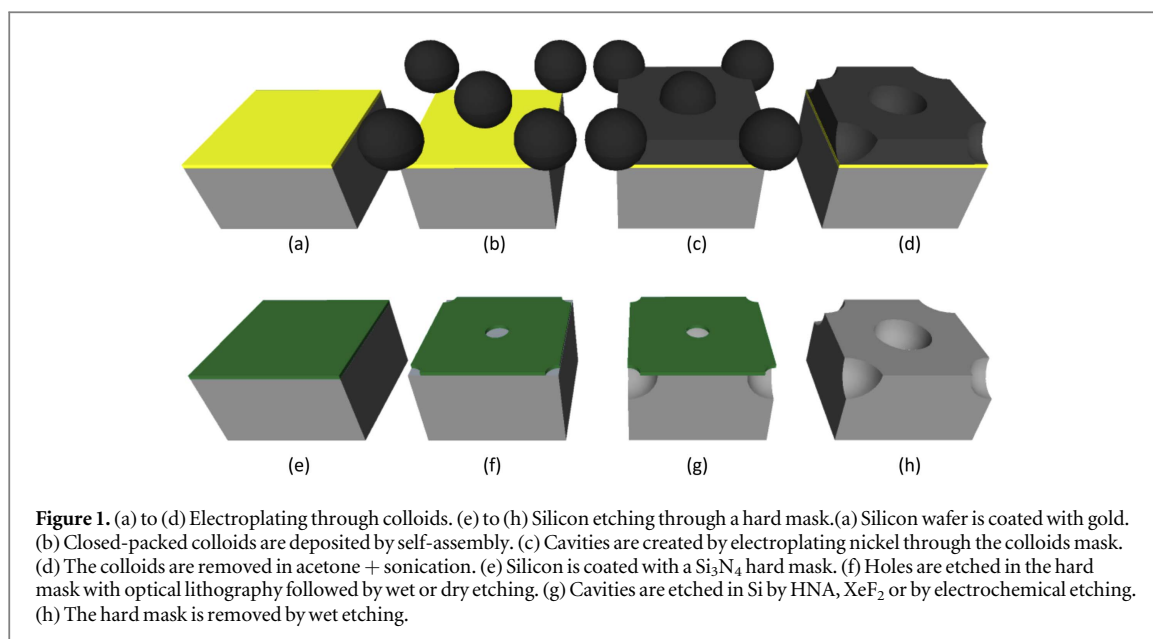 (a)
(b)
(c)
(d)
(e)
(f)
(g)
(h)
Figure 1. (a) to (d) Electroplating through colloids. (e) to (h) Silicon etching through a hard mask.(a) Silicon wafer is coated with gold.
(b) Closed-packed colloids are deposited by self-assembly. (c) Cavities are created by electroplating nickel through the colloids mask.
(d) The colloids are removed in acetone + sonication. (e) Silicon is coated with a Si₃N₄ hard mask. (f) Holes are etched in the hard
mask with optical lithography followed by wet or dry etching. (g) Cavities are etched in Si by HNA, XeF₂ or by electrochemical etching.
(h) The hard mask is removed by wet etching.